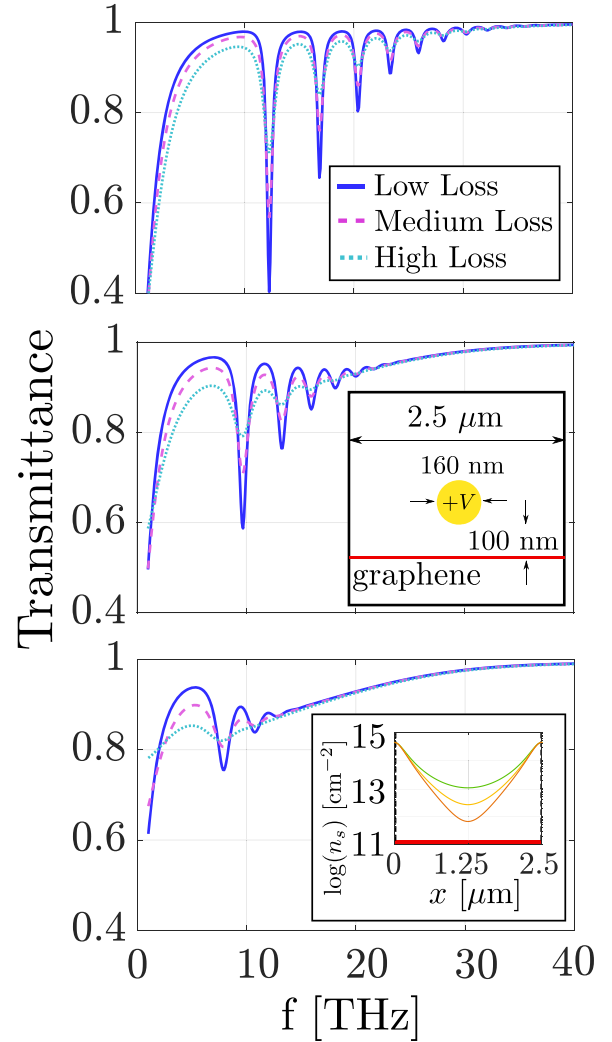 Transmittance
1
0.8
0.6
0.4
Low Loss
Medium Loss
High Loss
1
0.8
0.6
0.4
2.5 μm
160 nm
+V
100 nm
graphene
1
0.8
0.6
0.4
log(n_s) [cm⁻²]
15
13
11
0 1.25 2.5
x [μm]
0 10 20 30 40
f [THz]